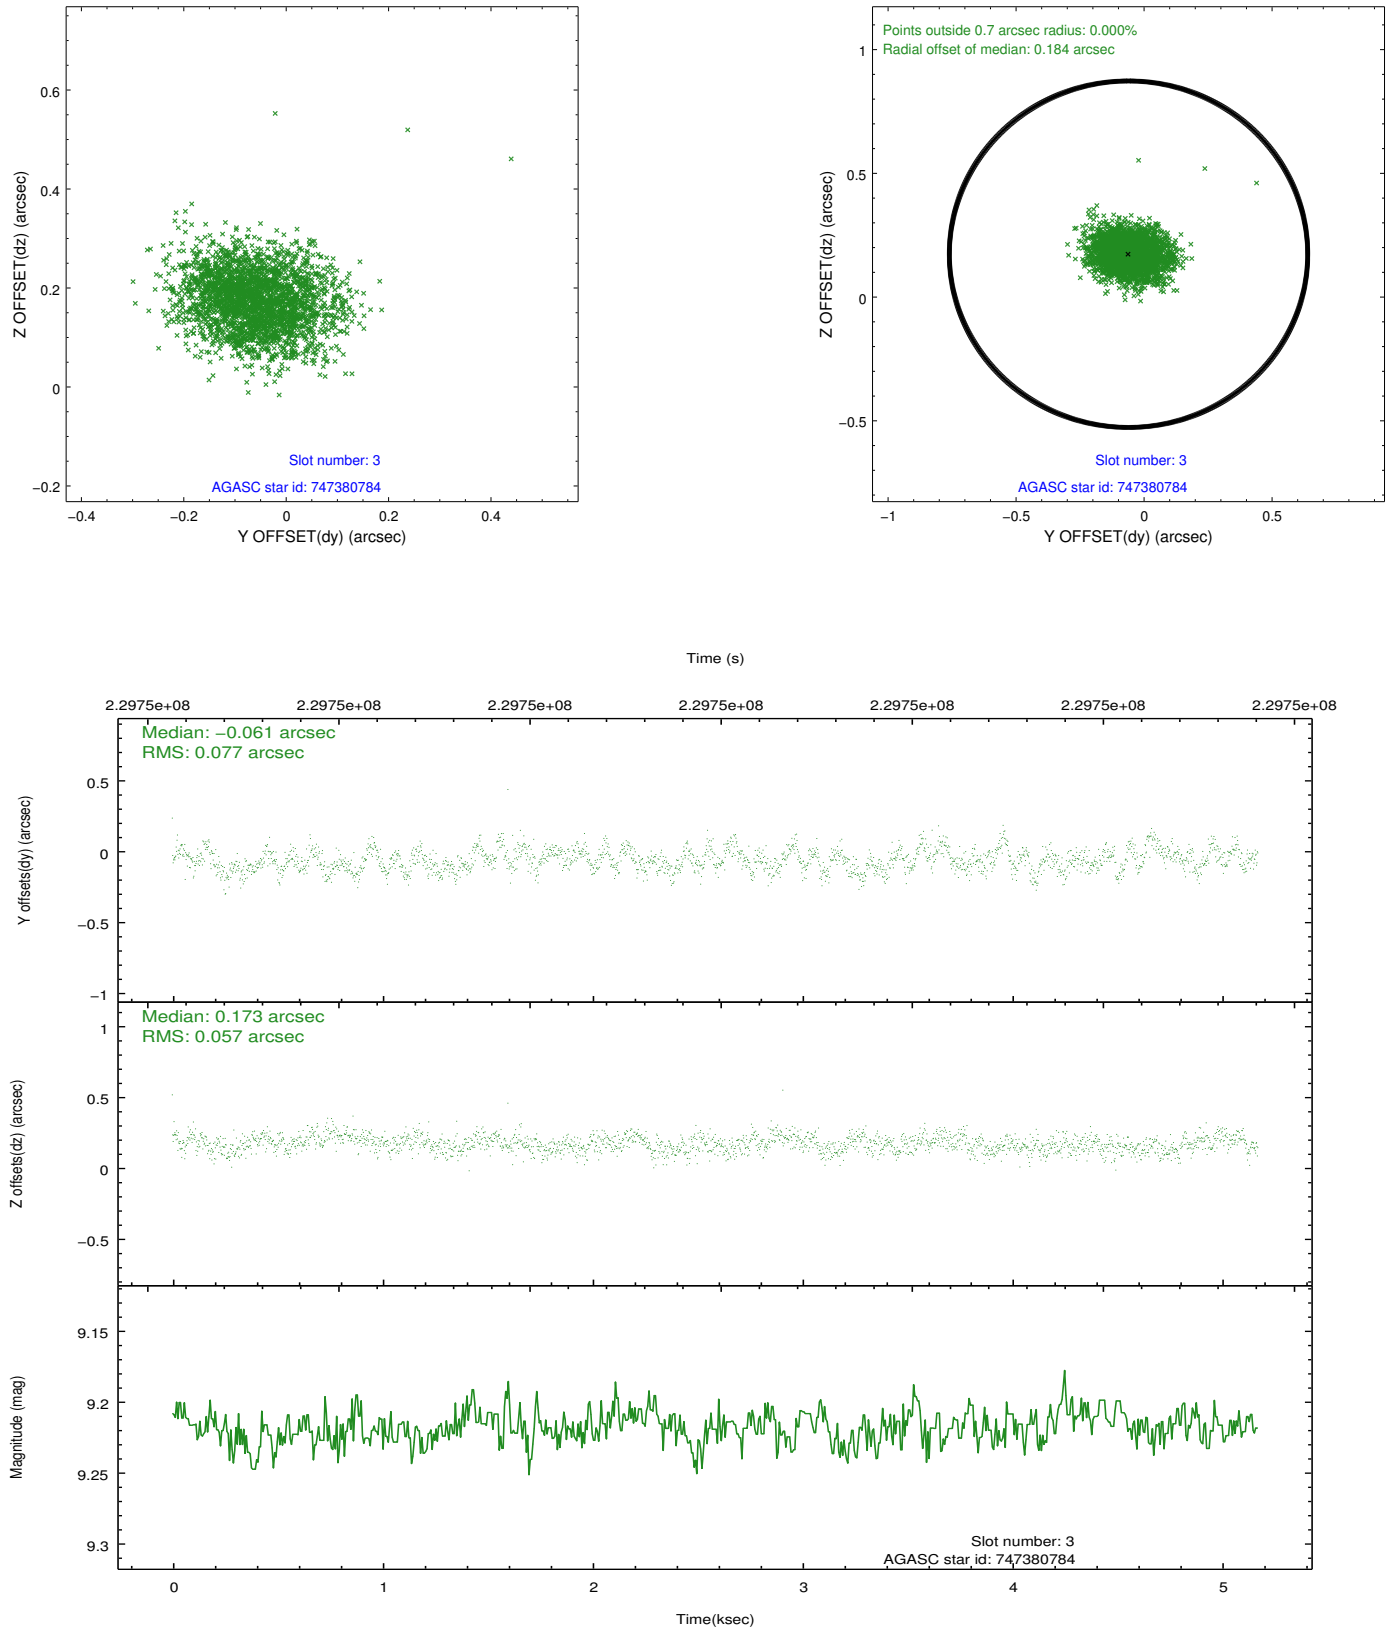 0.6
0.4
0.2
0
−0.2
Z OFFSET(dz) (arcsec)
Slot number: 3
AGASC star id: 747380784
−0.4
−0.2
0
0.2
0.4
Y OFFSET(dy) (arcsec)
Points outside 0.7 arcsec radius: 0.000%
Radial offset of median: 0.184 arcsec
1
0.5
0
−0.5
Z OFFSET(dz) (arcsec)
Slot number: 3
AGASC star id: 747380784
−1
−0.5
0
0.5
Y OFFSET(dy) (arcsec)
Time (s)
2.2975e+08
2.2975e+08
2.2975e+08
2.2975e+08
2.2975e+08
2.2975e+08
2.2975e+08
Median: −0.061 arcsec
RMS: 0.077 arcsec
0.5
0
−0.5
−1
Y offsets(dy) (arcsec)
Median: 0.173 arcsec
RMS: 0.057 arcsec
1
0.5
0
−0.5
Z offsets(dz) (arcsec)
9.15
9.2
9.25
9.3
Magnitude (mag)
Slot number: 3
AGASC star id: 747380784
0
1
2
3
4
5
Time(ksec)